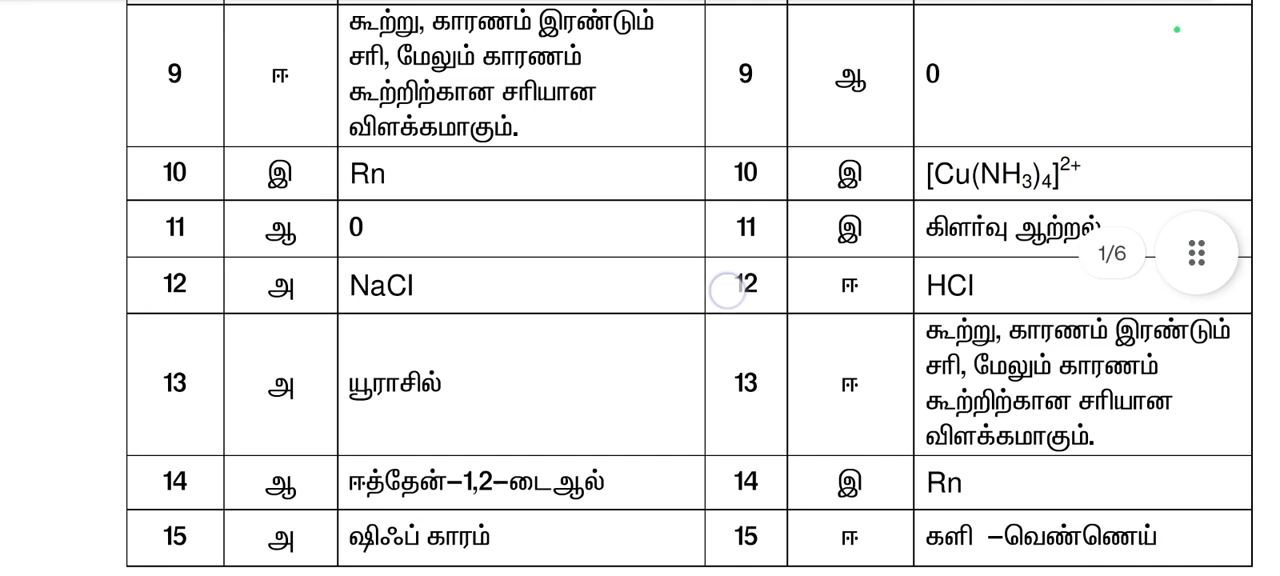 9 ஈ கூற்று, காரணம் இரண்டும் 9 ஆ 0
சரி, மேலும் காரணம்
கூற்றிற்கான சரியான
விளக்கமாகும்.
10 இ Rn 10 இ [Cu(NH₃)₄]²⁺
11 ஆ 0 11 இ கிளர்வு ஆற்றல்
1/6
12 அ NaCl 12 ஈ HCl
13 அ யூராசில் 13 ஈ கூற்று, காரணம் இரண்டும்
சரி, மேலும் காரணம்
கூற்றிற்கான சரியான
விளக்கமாகும்.
14 ஆ ஈத்தேன்–1,2–டைஆல் 14 இ Rn
15 அ ஷிஃப் காரம் 15 ஈ களி –வெண்ணெய்